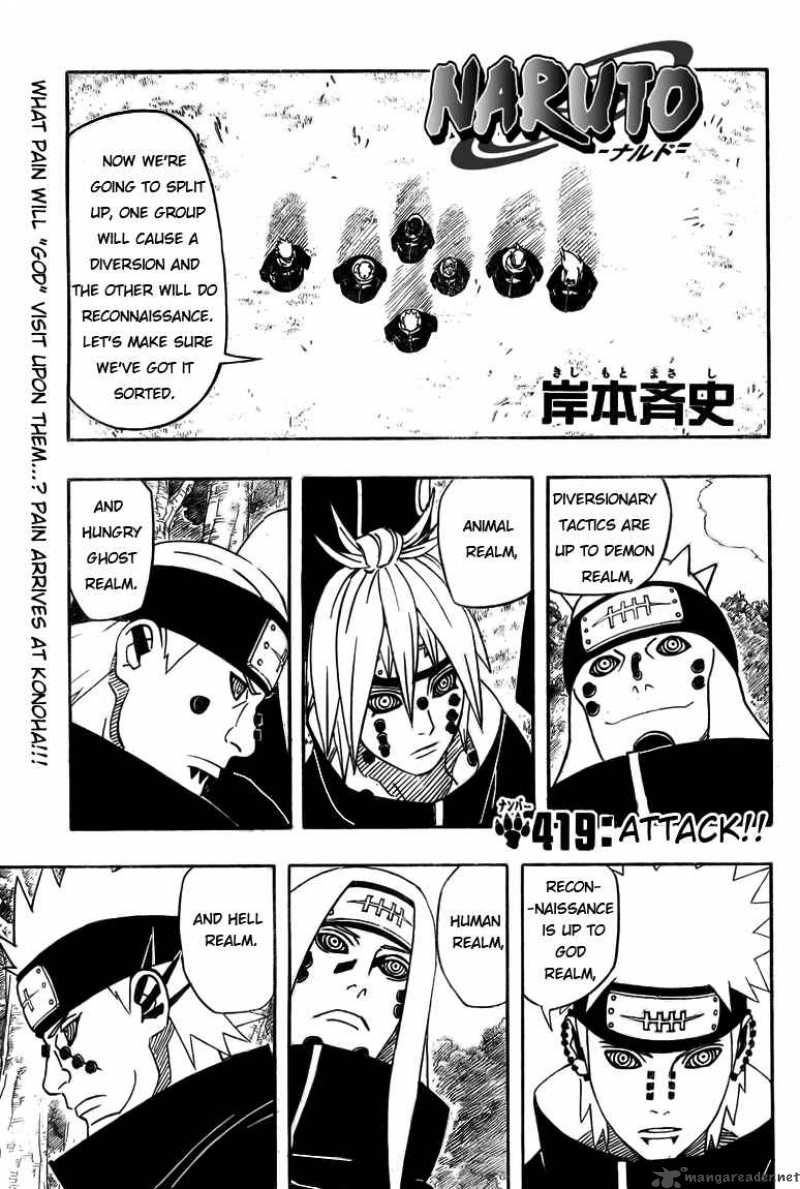 NARUTO
-ナルト-
WHAT PAIN WILL "GOD" VISIT UPON THEM...? PAIN ARRIVES AT KONOHA!!!
NOW WE'RE
GOING TO SPLIT
UP, ONE GROUP
WILL CAUSE A
DIVERSION AND
THE OTHER WILL DO
RECONNAISSANCE.
LET'S MAKE SURE
WE'VE GOT IT
SORTED.
きし もと まさ し
岸本斉史
DIVERSIONARY
TACTICS ARE
UP TO DEMON
REALM,
ANIMAL
REALM,
AND
HUNGRY
GHOST
REALM.
ナンバー
419: ATTACK!!
RECON-
-NAISSANCE
IS UP TO
GOD
REALM,
HUMAN
REALM,
AND HELL
REALM.
mangareader.net